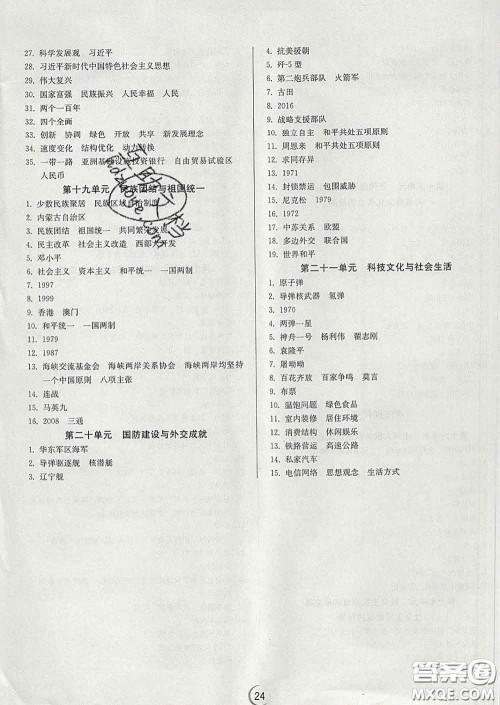 27. 科学发展观 习近平
28. 习近平新时代中国特色社会主义思想
29. 伟大复兴
30. 国家富强 民族振兴 人民幸福 人民
31. 两个一百年
32. 四个全面
33. 创新 协调 绿色 开放 共享
34. 速度变化 结构优化 动力转换
35. 一带一路 亚洲基础设施投资银行 自由贸易试验区
人民币
第十九单元 民族团结与祖国统一
1. 少数民族聚居 民族区域自治制度
2. 内蒙古自治区
3. 民族团结 祖国统一 共同繁荣发展
4. 民主改革 对外开放 西部大开发
5. 邓小平
6. 社会主义 资本主义 和平统一 一国两制
7. 1997
8. 1999
9. 香港 澳门
10. 和平统一 一国两制
11. 1979
12. 1987
13. 海峡交流基金会 海峡两岸关系协会 海峡两岸均坚持
一个中国原则 八项主张
14. 连战
15. 马英九
16. 2008 三通
第二十单元 国防建设与外交成就
1. 华东军区海军
2. 导弹驱逐舰 核潜艇
3. 辽宁舰
4. 抗美援朝
5. 歼-5型
6. 第二炮兵部队 火箭军
7. 古田
8. 2016
9. 战略支援部队
10. 独立自主 和平共处五项原则
11. 周恩来 和平共处五项原则
12. 求同存异
13. 封锁禁运 包围威胁
14. 尼克松 1979
15. 1970
16. 1971
17. 中苏关系 欧盟
18. 多边外交 联合国
19. 世界和平
第二十一单元 科技文化与社会生活
1. 原子弹
2. 导弹核武器 氢弹
3. 1970
4. 两弹一星
5. 神舟一号 杨利伟 翟志刚
6. 袁隆平
7. 屠呦呦
8. 百花齐放 百家争鸣 莫言
9. 布票
10. 温饱问题 绿色食品
11. 室内装修 居住环境
12. 消费结构 休闲娱乐
13. 铁路营运 高速公路
14. 私家汽车
15. 电信网络 思想观念 生活方式
24
答案圈
MXQE.COM